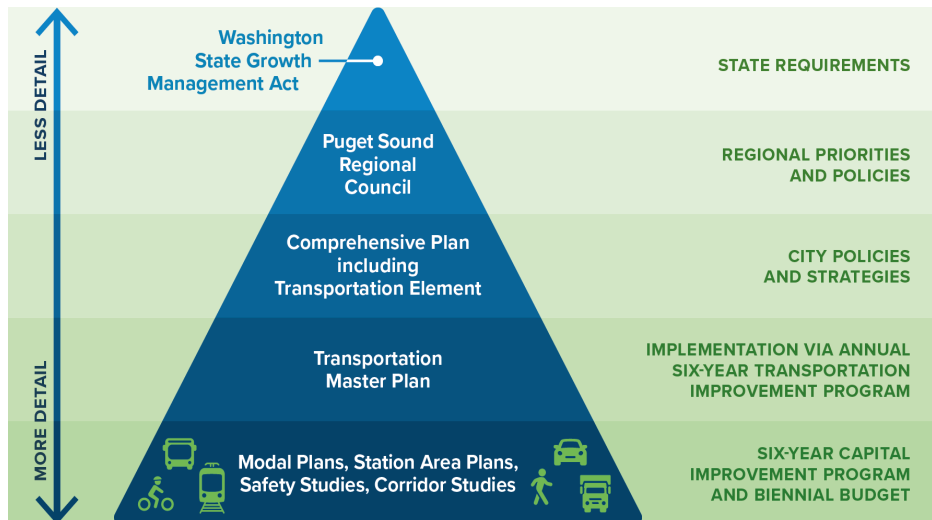 LESS DETAIL
MORE DETAIL
Washington
State Growth
Management Act
STATE REQUIREMENTS
Puget Sound
Regional
Council
REGIONAL PRIORITIES
AND POLICIES
Comprehensive Plan
including
Transportation Element
CITY POLICIES
AND STRATEGIES
Transportation
Master Plan
IMPLEMENTATION VIA ANNUAL
SIX-YEAR TRANSPORTATION
IMPROVEMENT PROGRAM
Modal Plans, Station Area Plans,
Safety Studies, Corridor Studies
SIX-YEAR CAPITAL
IMPROVEMENT PROGRAM
AND BIENNIAL BUDGET